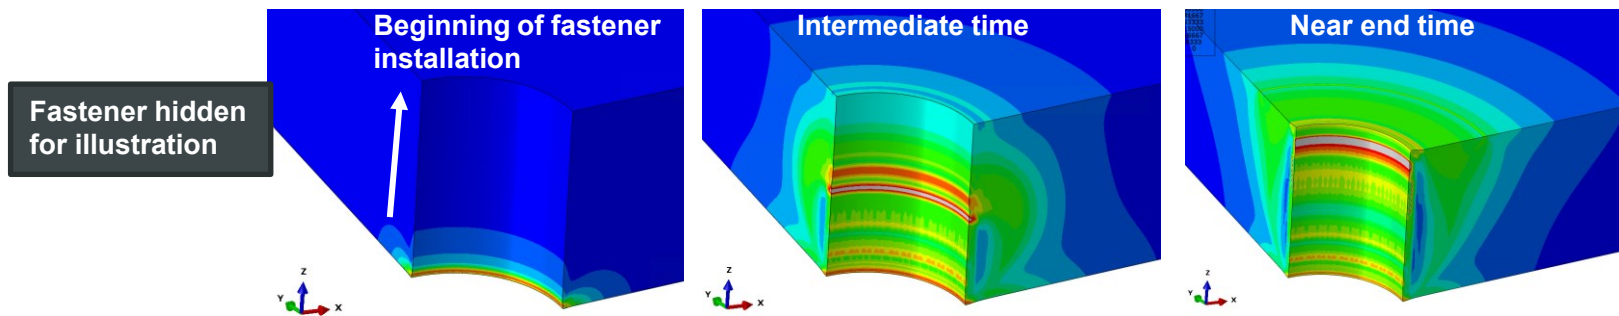 Beginning of fastener
installation
Intermediate time
Near end time
Fastener hidden
for illustration
Z
Y
X
Z
Y
X
Z
Y
X